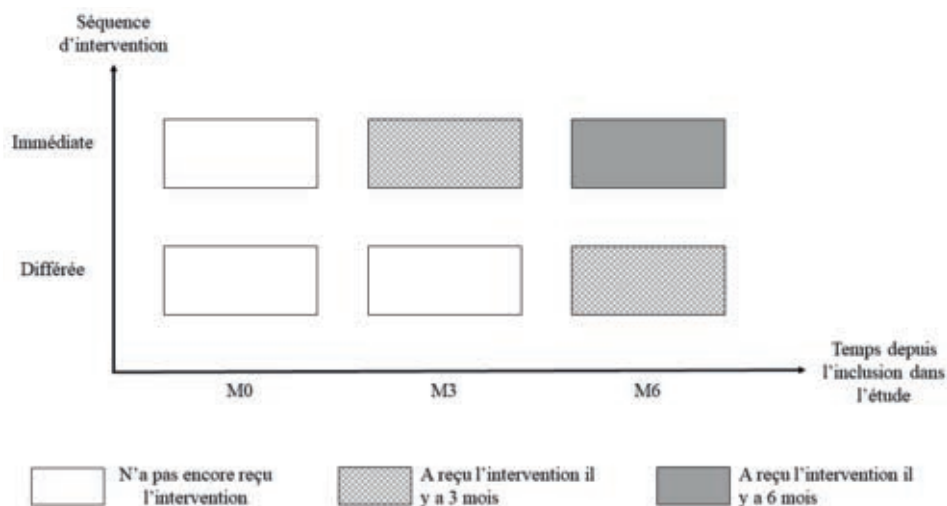 Séquence
d’intervention
Immédiate
Différée
Temps depuis
l’inclusion dans
l’étude
M0
M3
M6
N’a pas encore reçu
l’intervention
A reçu l’intervention il
y a 3 mois
A reçu l’intervention il
y a 6 mois